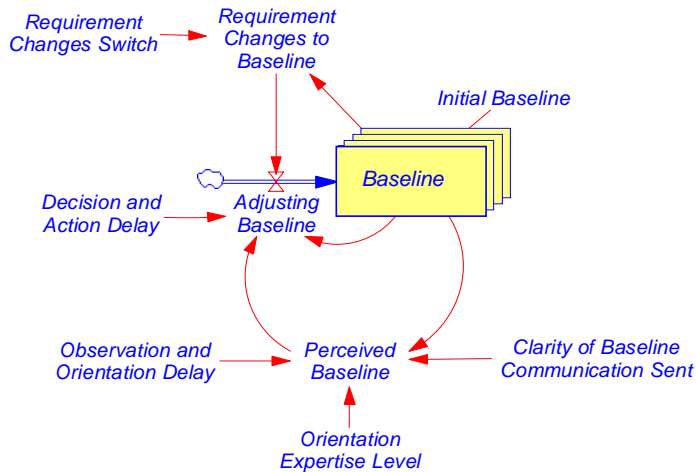 Requirement
Changes Switch
Requirement
Changes to
Baseline
Initial Baseline
Baseline
Decision and
Action Delay
Adjusting
Baseline
Observation and
Orientation Delay
Perceived
Baseline
Clarity of Baseline
Communication Sent
Orientation
Expertise Level